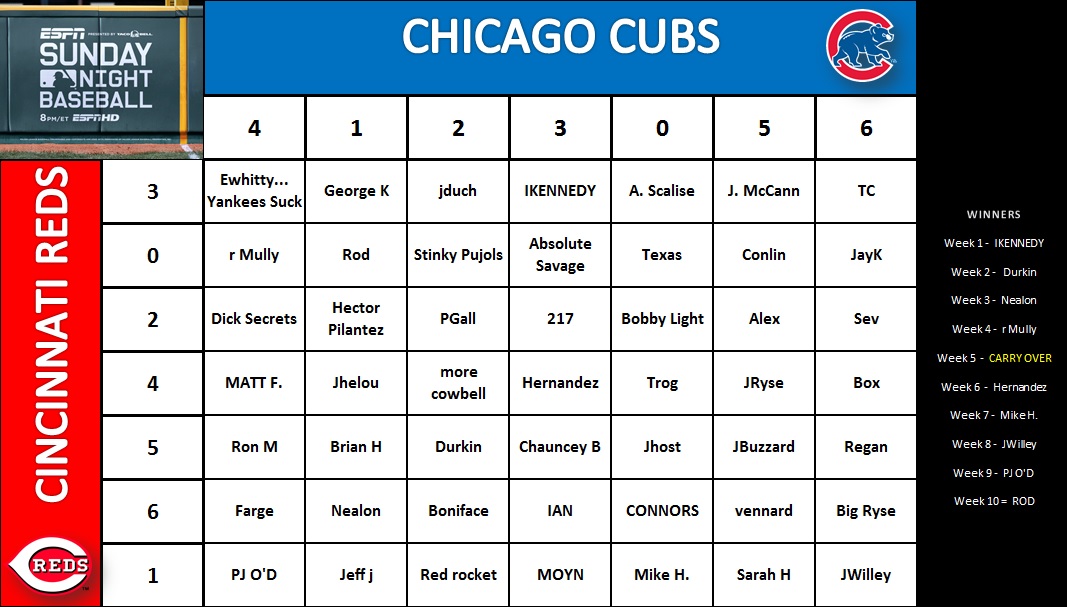 ESPN PRESENTED BY TACO BELL
SUNDAY
NIGHT
BASEBALL
8PM/ET ESPN HD
CHICAGO CUBS
4 1 2 3 0 5 6
CINCINNATI REDS
3 Ewhitty... Yankees Suck George K jduch IKENNEDY A. Scalise J. McCann TC
0 r Mully Rod Stinky Pujols Absolute Savage Texas Conlin JayK
2 Dick Secrets Hector Pilantez PGall 217 Bobby Light Alex Sev
4 MATT F. Jhelou more cowbell Hernandez Trog JRyse Box
5 Ron M Brian H Durkin Chauncey B Jhost JBuzzard Regan
6 Farge Nealon Boniface IAN CONNORS vennard Big Ryse
1 PJ O'D Jeff j Red rocket MOYN Mike H. Sarah H JWilley
REDS
WINNERS
Week 1 - IKENNEDY
Week 2 - Durkin
Week 3 - Nealon
Week 4 - r Mully
Week 5 - CARRY OVER
Week 6 - Hernandez
Week 7 - Mike H.
Week 8 - JWilley
Week 9 - PJ O'D
Week 10 = ROD